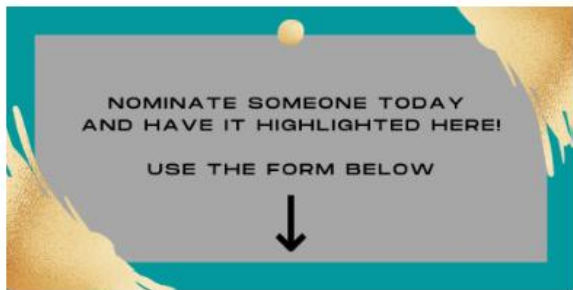 NOMINATE SOMEONE TODAY
AND HAVE IT HIGHLIGHTED HERE!
USE THE FORM BELOW